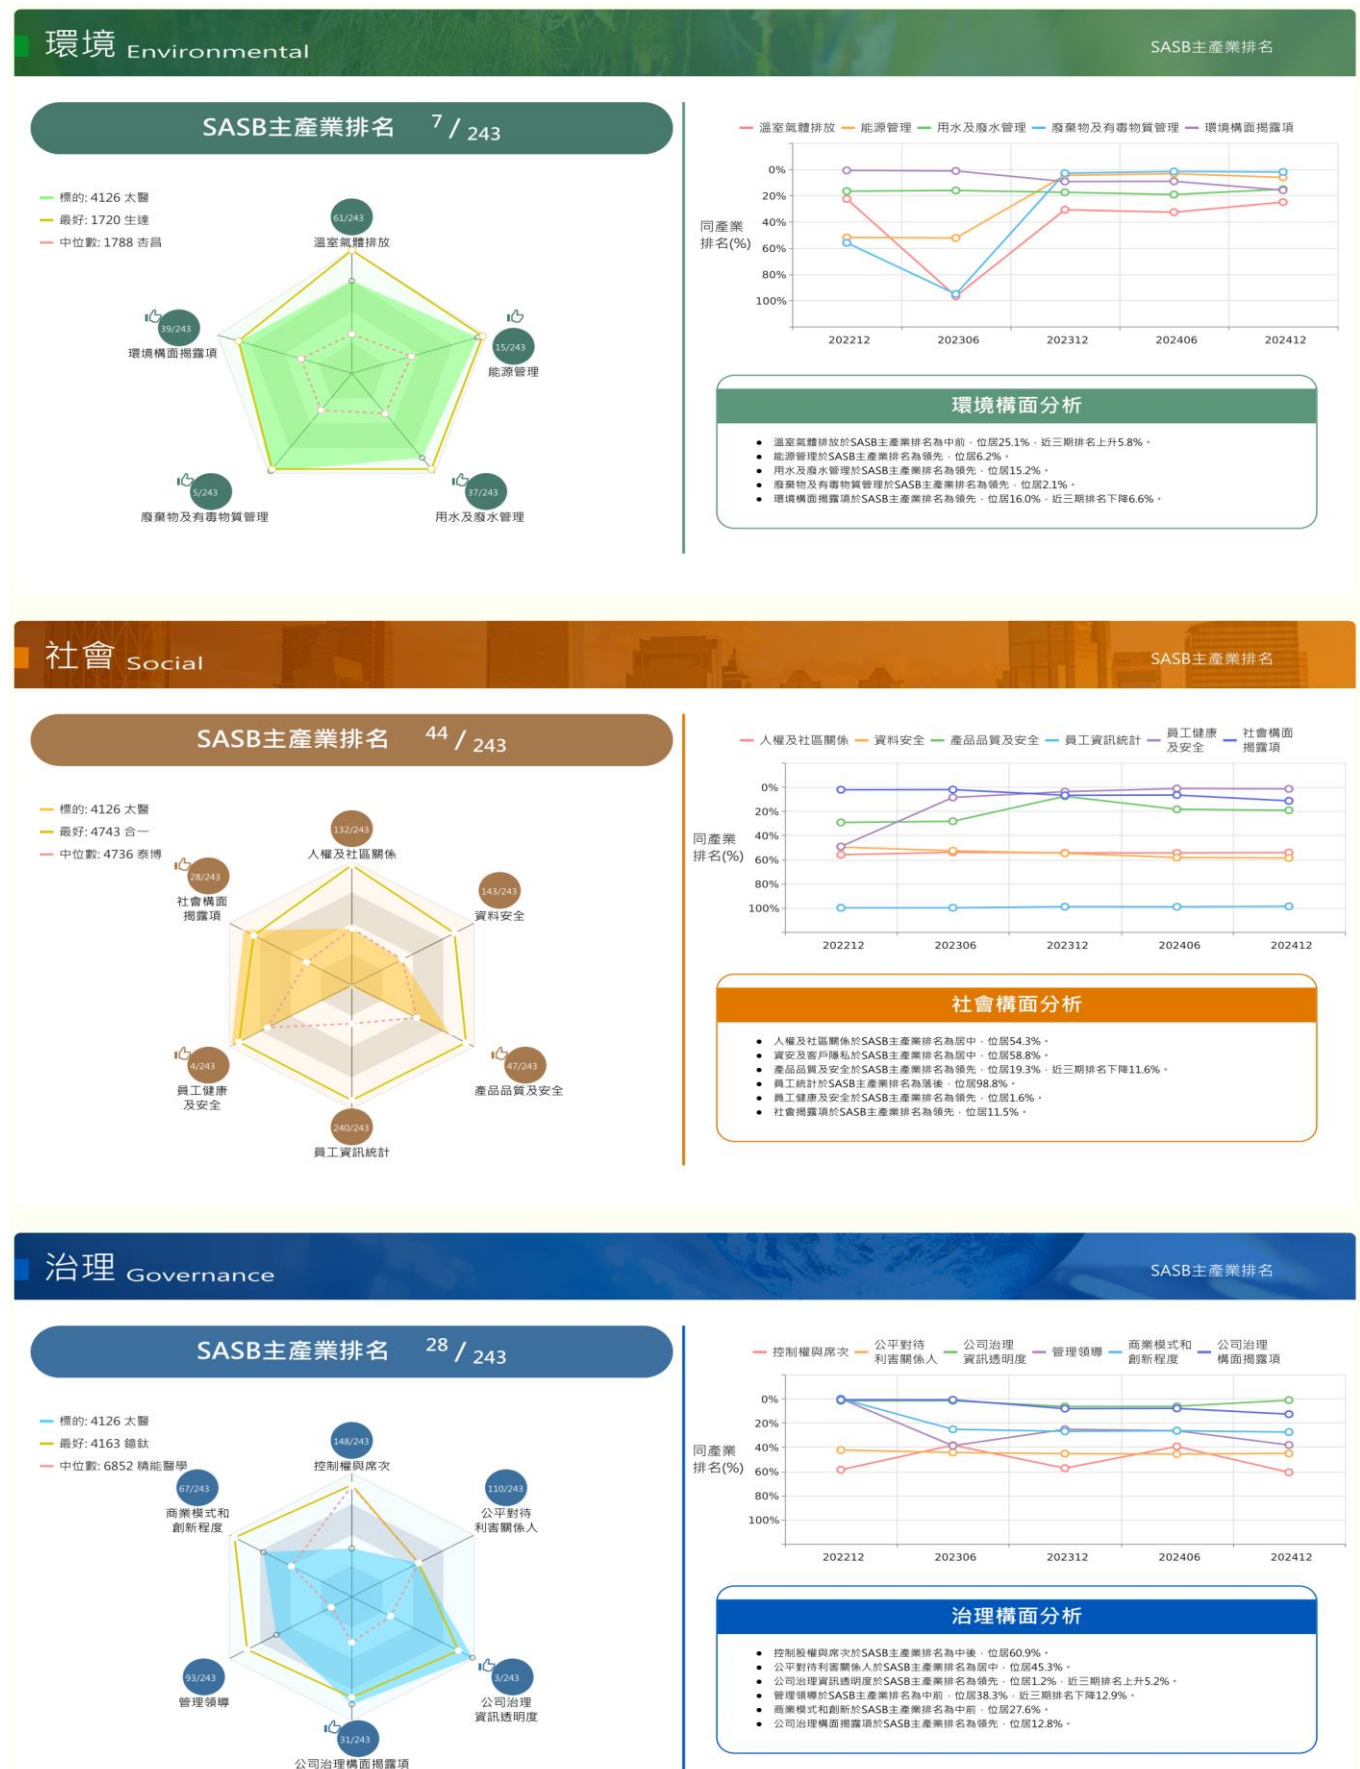 環境 Environmental
SASB主產業排名
SASB主產業排名 7 / 243
標的: 4126 太醫
最好: 1720 生達
中位數: 1788 杏昌
61/243
溫室氣體排放
15/243
能源管理
37/243
用水及廢水管理
5/243
廢棄物及有毒物質管理
39/243
環境構面揭露項
溫室氣體排放 能源管理 用水及廢水管理 廢棄物及有毒物質管理 環境構面揭露項
同產業
排名(%)
0%
20%
40%
60%
80%
100%
202212 202306 202312 202406 202412
環境構面分析
● 溫室氣體排放於SASB主產業排名為中前，位居25.1%，近三期排名上升5.8%。
● 能源管理於SASB主產業排名為領先，位居6.2%。
● 用水及廢水管理於SASB主產業排名為領先，位居15.2%。
● 廢棄物及有毒物質管理於SASB主產業排名為領先，位居2.1%。
● 環境構面揭露項於SASB主產業排名為領先，位居16.0%，近三期排名下降6.6%。
社會 Social
SASB主產業排名
SASB主產業排名 44 / 243
標的: 4126 太醫
最好: 4743 合一
中位數: 4736 泰博
132/243
人權及社區關係
143/243
資料安全
47/243
產品品質及安全
240/243
員工資訊統計
4/243
員工健康
及安全
28/243
社會構面
揭露項
人權及社區關係 資料安全 產品品質及安全 員工資訊統計 員工健康及安全 社會構面揭露項
同產業
排名(%)
0%
20%
40%
60%
80%
100%
202212 202306 202312 202406 202412
社會構面分析
● 人權及社區關係於SASB主產業排名為居中，位居54.3%。
● 資安及客戶隱私於SASB主產業排名為居中，位居58.8%。
● 產品品質及安全於SASB主產業排名為領先，位居19.3%，近三期排名下降11.6%。
● 員工統計於SASB主產業排名為落後，位居98.8%。
● 員工健康及安全於SASB主產業排名為領先，位居1.6%。
● 社會揭露項於SASB主產業排名為領先，位居11.5%。
治理 Governance
SASB主產業排名
SASB主產業排名 28 / 243
標的: 4126 太醫
最好: 4163 鐿鈦
中位數: 6852 精能醫學
148/243
控制權與席次
110/243
公平對待
利害關係人
3/243
公司治理
資訊透明度
31/243
公司治理構面揭露項
93/243
管理領導
67/243
商業模式和
創新程度
控制權與席次 公平對待利害關係人 公司治理資訊透明度 管理領導 商業模式和創新程度 公司治理構面揭露項
同產業
排名(%)
0%
20%
40%
60%
80%
100%
202212 202306 202312 202406 202412
治理構面分析
● 控制股權與席次於SASB主產業排名為中後，位居60.9%。
● 公平對待利害關係人於SASB主產業排名為居中，位居45.3%。
● 公司治理資訊透明度於SASB主產業排名為領先，位居1.2%，近三期排名上升5.2%。
● 管理領導於SASB主產業排名為中前，位居38.3%，近三期排名下降12.9%。
● 商業模式和創新於SASB主產業排名為中前，位居27.6%。
● 公司治理構面揭露項於SASB主產業排名為領先，位居12.8%。